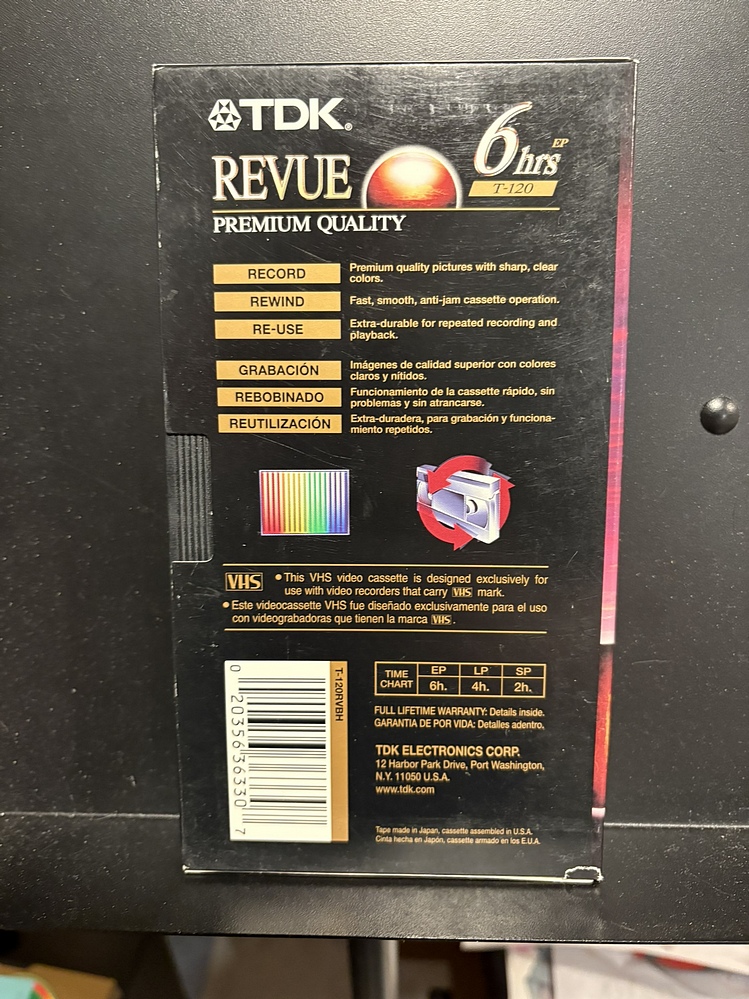 TDK®
6hrs EP
T-120
REVUE
PREMIUM QUALITY
RECORD
Premium quality pictures with sharp, clear
colors.
REWIND
Fast, smooth, anti-jam cassette operation.
RE-USE
Extra-durable for repeated recording and
playback.
GRABACIÓN
Imágenes de calidad superior con colores
claros y nítidos.
REBOBINADO
Funcionamiento de la cassette rápido, sin
problemas y sin atrancarse.
REUTILIZACIÓN
Extra-duradera, para grabación y funciona-
miento repetidos.
VHS
• This VHS video cassette is designed exclusively for
use with video recorders that carry VHS mark.
• Este videocassette VHS fue diseñado exclusivamente para el uso
con videograbadoras que tienen la marca VHS.
0 20356 36330 7
T-120RVBH
TIME CHART
EP LP SP
6h. 4h. 2h.
FULL LIFETIME WARRANTY: Details inside.
GARANTIA DE POR VIDA: Detalles adentro.
TDK ELECTRONICS CORP.
12 Harbor Park Drive, Port Washington,
N.Y. 11050 U.S.A.
www.tdk.com
Tape made in Japan, cassette assembled in U.S.A.
Cinta hecha en Japón, cassette armado en los E.U.A.